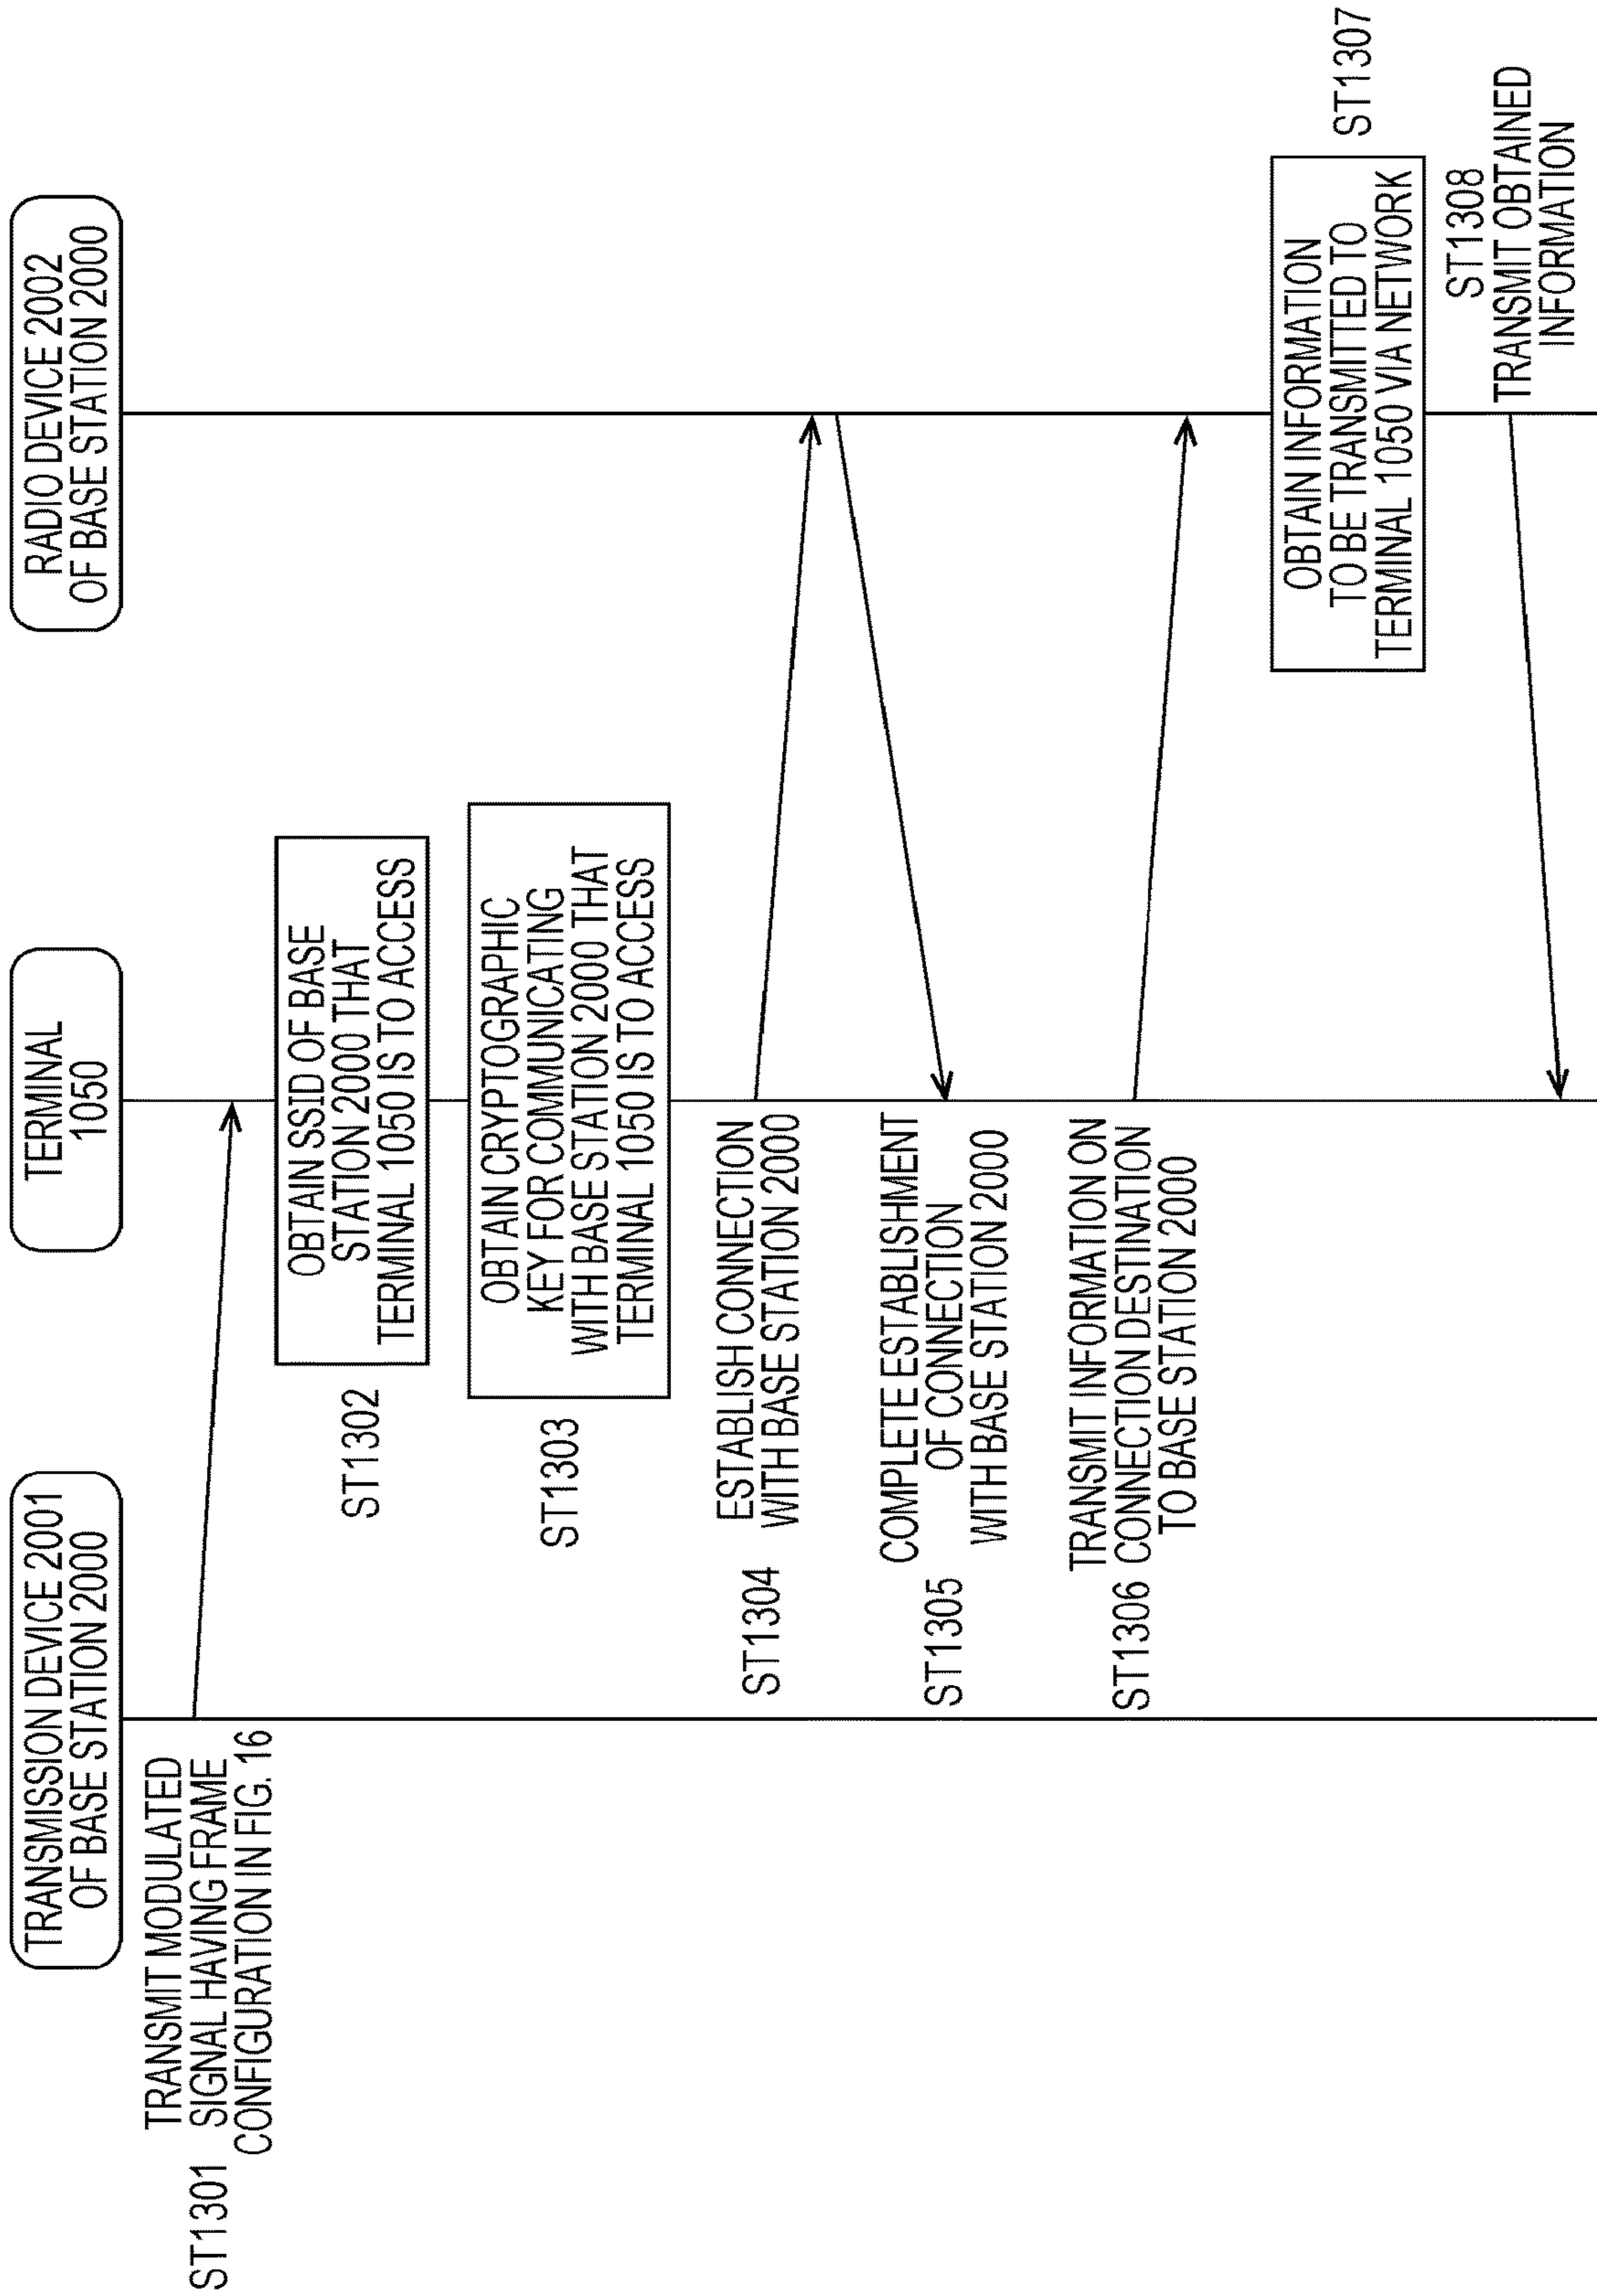 TRANSMISSION DEVICE 2001
OF BASE STATION 2000
TERMINAL
1050
RADIO DEVICE 2002
OF BASE STATION 2000
TRANSMIT MODULATED
ST1301 SIGNAL HAVING FRAME
CONFIGURATION IN FIG. 16
OBTAIN SSID OF BASE
STATION 2000 THAT
TERMINAL 1050 IS TO ACCESS
ST1302
OBTAIN CRYPTOGRAPHIC
KEY FOR COMMUNICATING
WITH BASE STATION 2000 THAT
TERMINAL 1050 IS TO ACCESS
ST1303
ESTABLISH CONNECTION
WITH BASE STATION 2000
ST1304
COMPLETE ESTABLISHMENT
OF CONNECTION
WITH BASE STATION 2000
ST1305
TRANSMIT INFORMATION ON
ST1306 CONNECTION DESTINATION
TO BASE STATION 2000
OBTAIN INFORMATION
TO BE TRANSMITTED TO
TERMINAL 1050 VIA NETWORK
ST1307
ST1308
TRANSMIT OBTAINED
INFORMATION